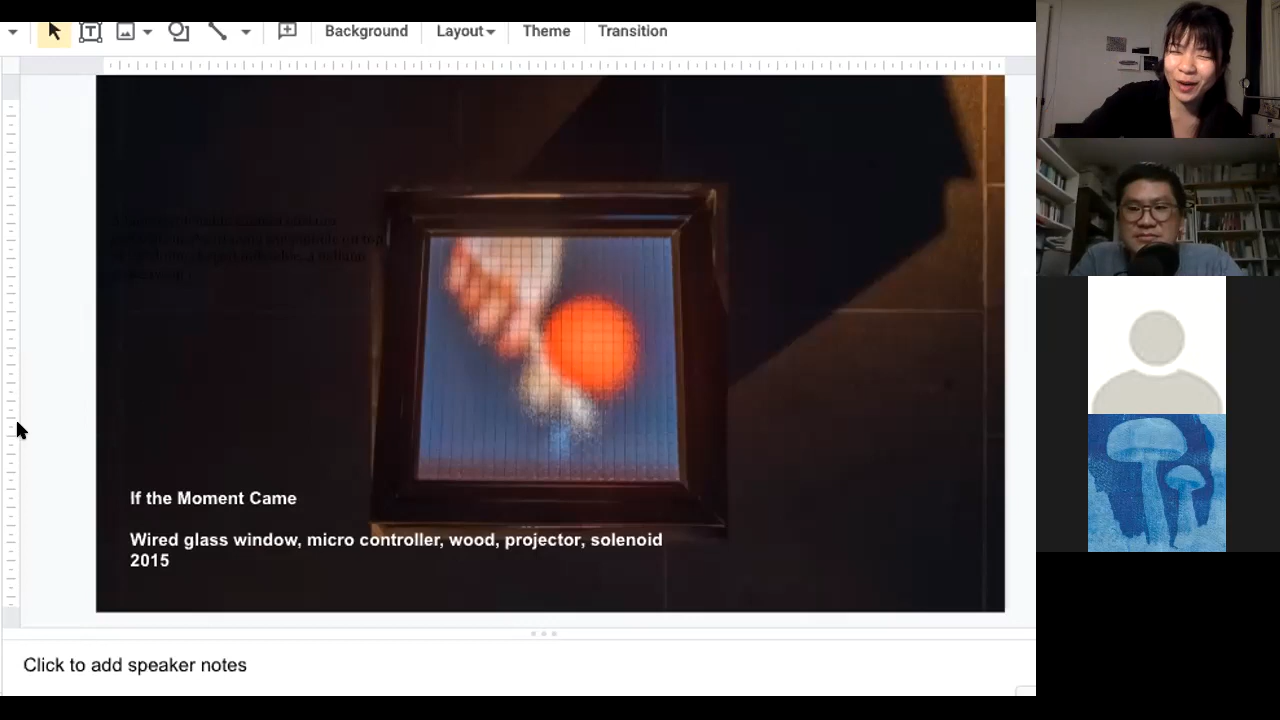 Background
Layout
Theme
Transition
If the Moment Came
Wired glass window, micro controller, wood, projector, solenoid
2015
Click to add speaker notes